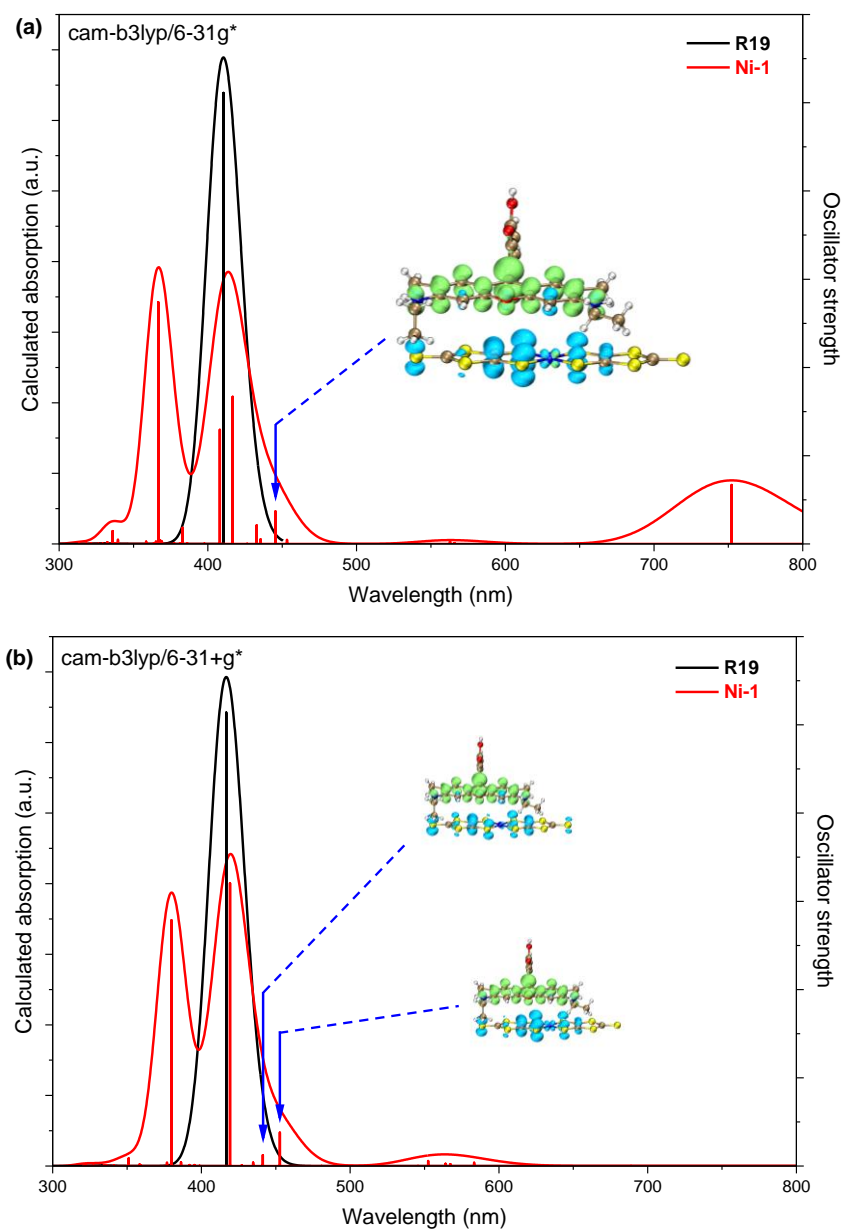 (a)
cam-b3lyp/6-31g*
R19
Ni-1
Calculated absorption (a.u.)
Oscillator strength
300 400 500 600 700 800
Wavelength (nm)
(b)
cam-b3lyp/6-31+g*
R19
Ni-1
Calculated absorption (a.u.)
Oscillator strength
300 400 500 600 700 800
Wavelength (nm)